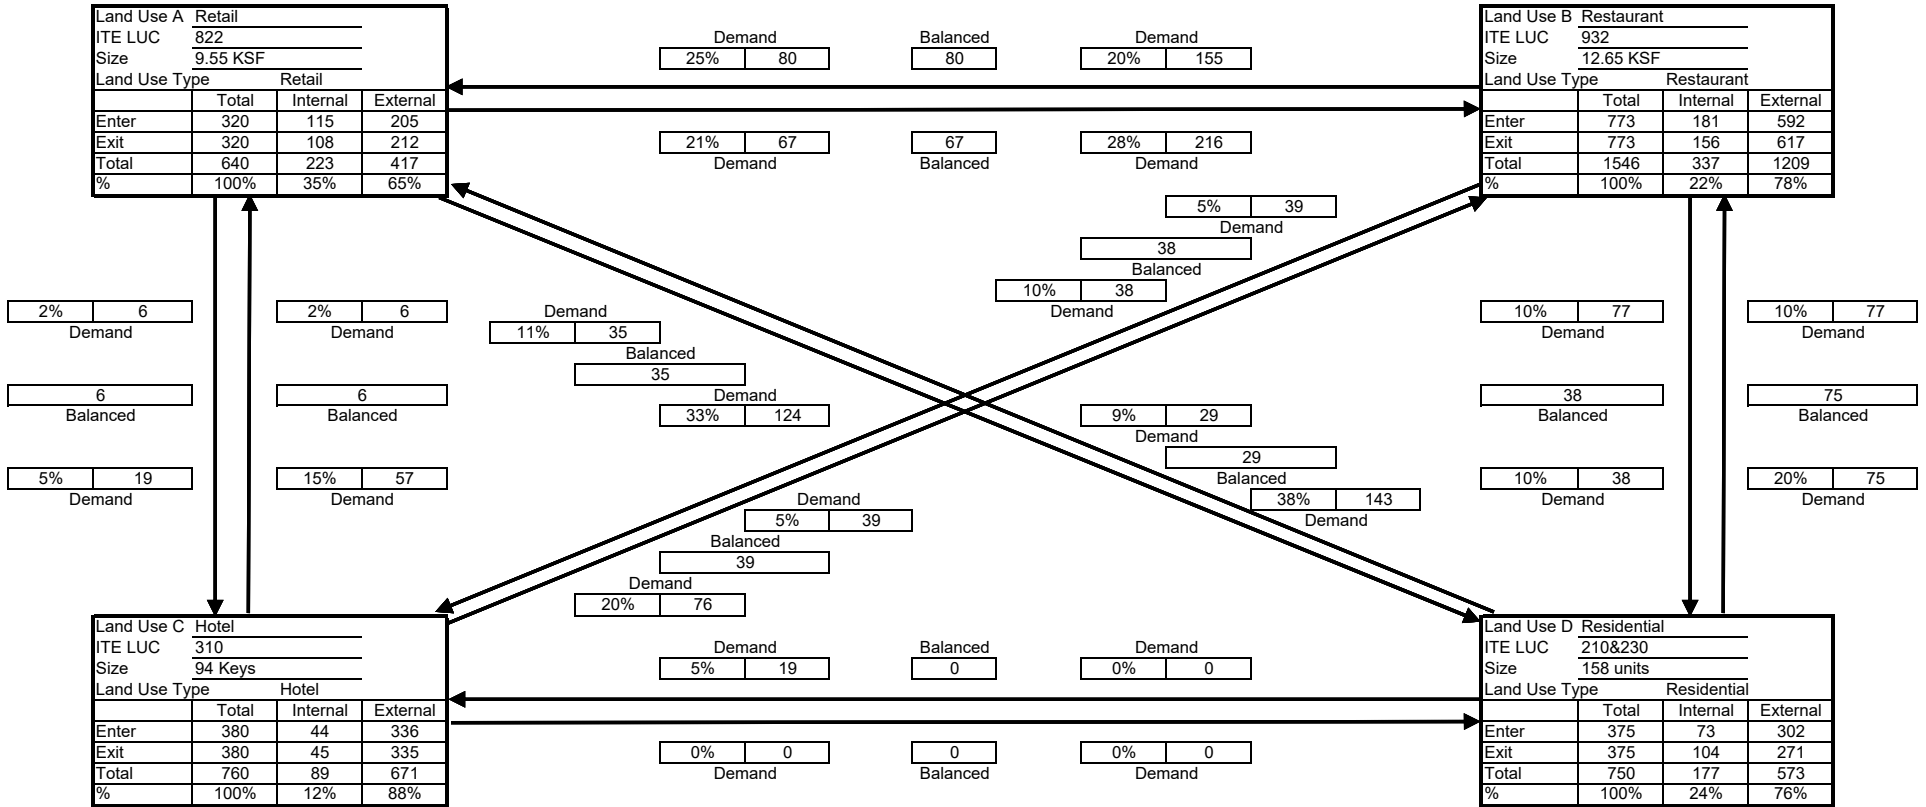 Land Use A Retail
ITE LUC 822
Size 9.55 KSF
Land Use Type Retail
Total Internal External
Enter 320 115 205
Exit 320 108 212
Total 640 223 417
% 100% 35% 65%
Demand Balanced Demand
25% 80 80 20% 155
21% 67 67 28% 216
Demand Balanced Demand
Land Use B Restaurant
ITE LUC 932
Size 12.65 KSF
Land Use Type Restaurant
Total Internal External
Enter 773 181 592
Exit 773 156 617
Total 1546 337 1209
% 100% 22% 78%
5% 39
Demand
38
Balanced
10% 38
Demand
2% 6
Demand
6
Balanced
5% 19
Demand
2% 6
Demand
6
Balanced
15% 57
Demand
Demand
11% 35
Balanced
35
Demand
33% 124
9% 29
Demand
29
Balanced
38% 143
Demand
10% 77
Demand
38
Balanced
10% 38
Demand
10% 77
Demand
75
Balanced
20% 75
Demand
Demand
5% 39
Balanced
39
Demand
20% 76
Land Use C Hotel
ITE LUC 310
Size 94 Keys
Land Use Type Hotel
Total Internal External
Enter 380 44 336
Exit 380 45 335
Total 760 89 671
% 100% 12% 88%
Demand Balanced Demand
5% 19 0 0% 0
0% 0 0 0% 0
Demand Balanced Demand
Land Use D Residential
ITE LUC 210&230
Size 158 units
Land Use Type Residential
Total Internal External
Enter 375 73 302
Exit 375 104 271
Total 750 177 573
% 100% 24% 76%